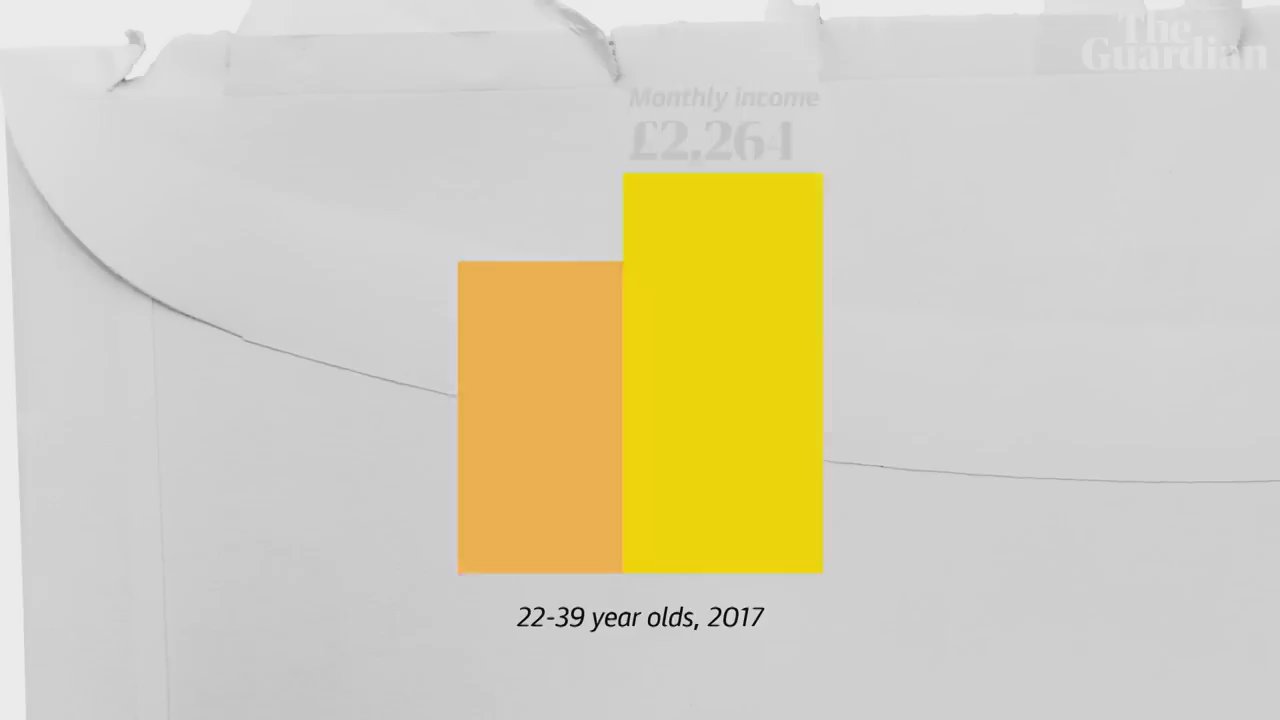 The
Guardian
Monthly income
£2,264
22-39 year olds, 2017